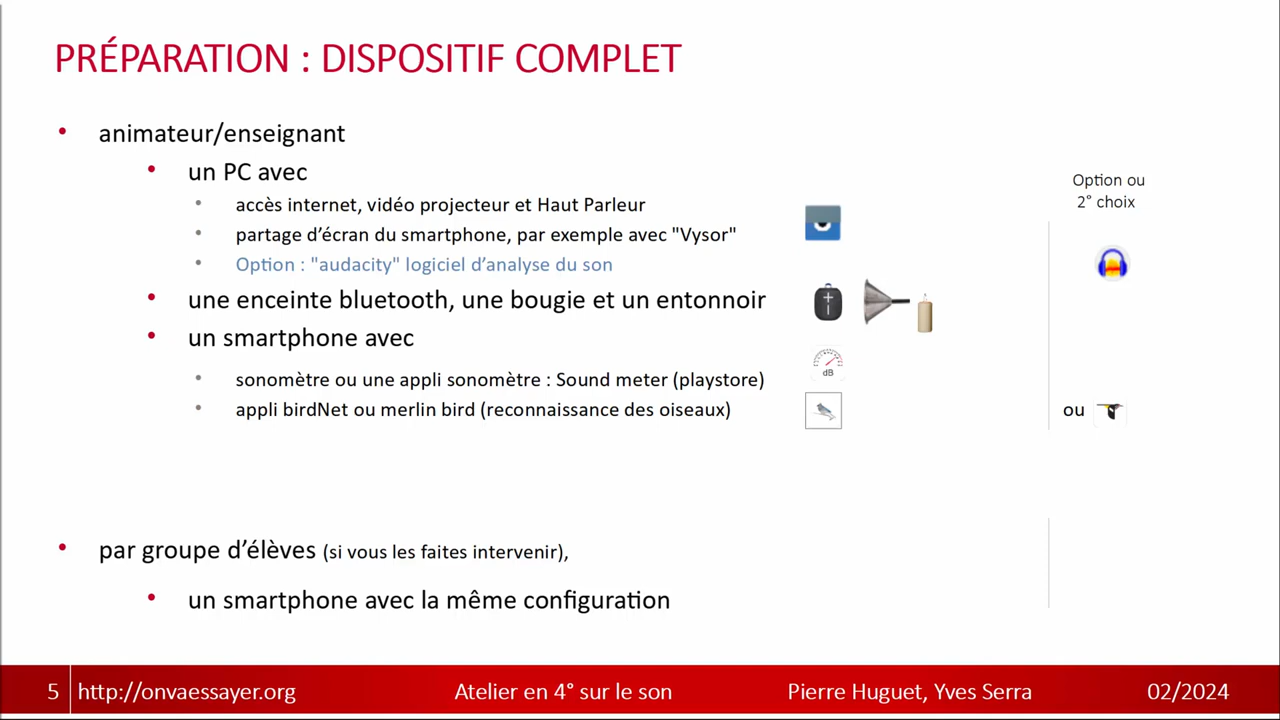 PRÉPARATION : DISPOSITIF COMPLET
animateur/enseignant
un PC avec
Option ou
2° choix
accès internet, vidéo projecteur et Haut Parleur
partage d’écran du smartphone, par exemple avec "Vysor"
Option : "audacity" logiciel d’analyse du son
une enceinte bluetooth, une bougie et un entonnoir
un smartphone avec
dB
sonomètre ou une appli sonomètre : Sound meter (playstore)
appli birdNet ou merlin bird (reconnaissance des oiseaux)
ou
par groupe d’élèves (si vous les faites intervenir),
un smartphone avec la même configuration
5 http://onvaessayer.org Atelier en 4° sur le son Pierre Huguet, Yves Serra 02/2024